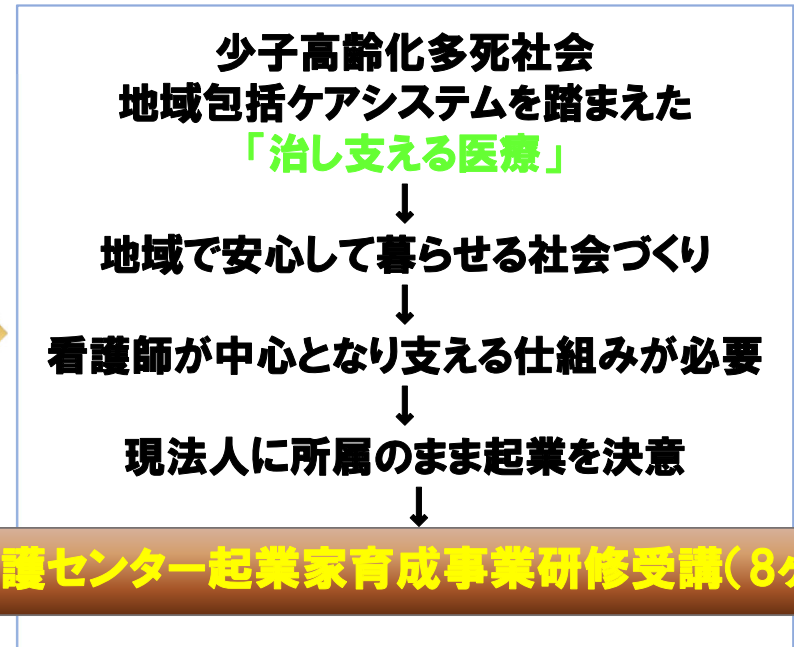 少子高齢化多死社会
地域包括ケアシステムを踏まえた
「治し支える医療」
↓
地域で安心して暮らせる社会づくり
↓
看護師が中心となり支える仕組みが必要
↓
現法人に所属のまま起業を決意
↓
護センター起業家育成事業研修受講(8ヶ